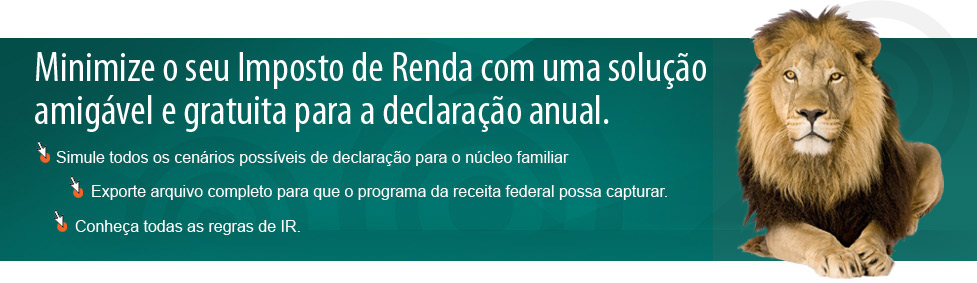 Minimize o seu Imposto de Renda com uma solução
amigável e gratuita para a declaração anual.
Simule todos os cenários possíveis de declaração para o núcleo familiar
Exporte arquivo completo para que o programa da receita federal possa capturar.
Conheça todas as regras de IR.